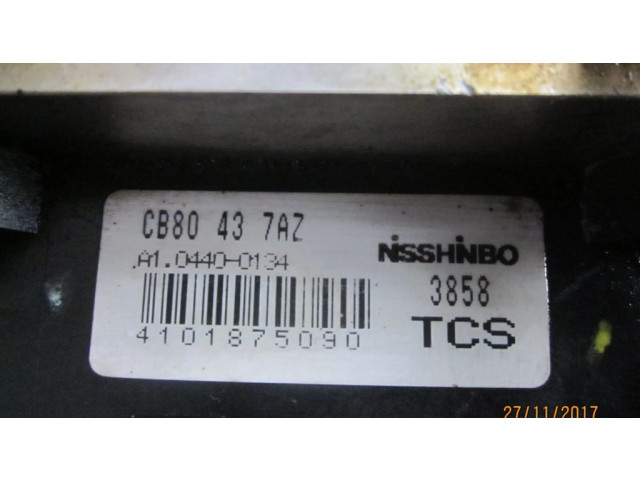 CB80 43 7AZ
A1.0440-0134
4101875090
NiSSHiNBO
3858
TCS
27/11/2017